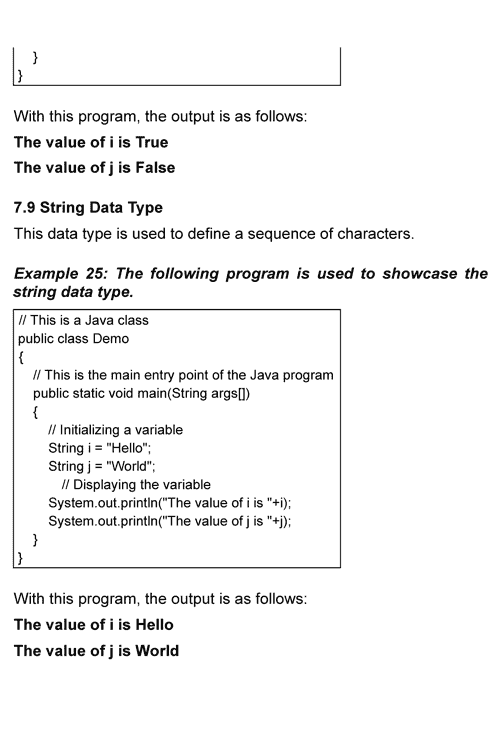 }
}
With this program, the output is as follows:
The value of i is True
The value of j is False
7.9 String Data Type
This data type is used to define a sequence of characters.
Example 25: The following program is used to showcase the
string data type.
// This is a Java class
public class Demo
{
// This is the main entry point of the Java program
public static void main(String args[])
{
// Initializing a variable
String i = "Hello";
String j = "World";
// Displaying the variable
System.out.println("The value of i is "+i);
System.out.println("The value of j is "+j);
}
}
With this program, the output is as follows:
The value of i is Hello
The value of j is World